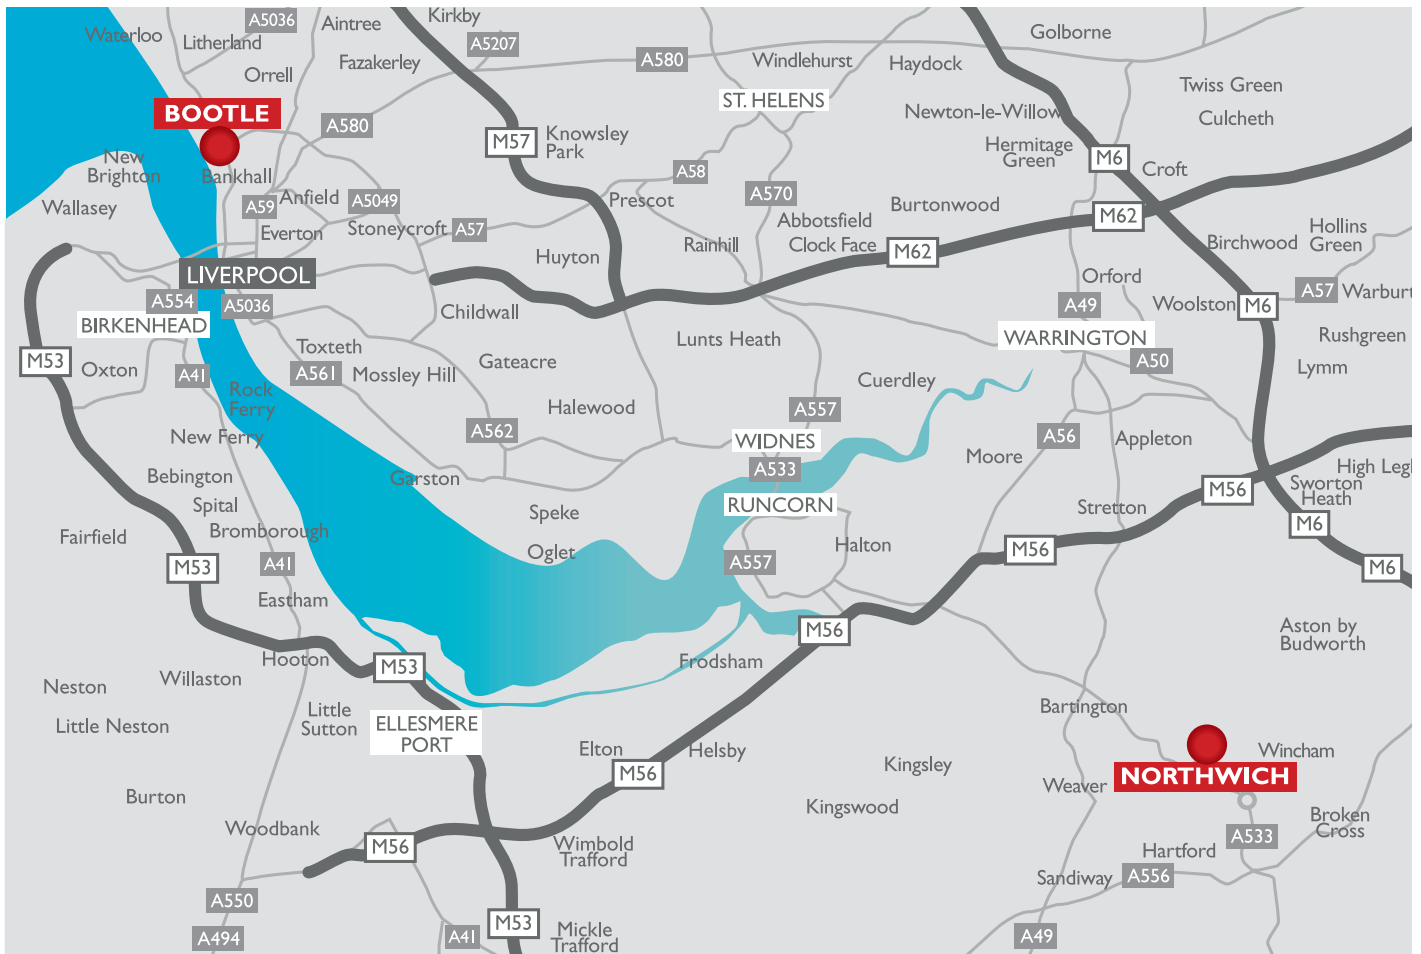 Kirkby
A5036
Aintree
Waterloo
Litherland
A5207
Golborne
Fazakerley
A580
Windlehurst
Haydock
Orrell
Twiss Green
ST. HELENS
BOOTLE
Newton-le-Willow
Culcheth
A580
Knowsley
Park
M57
Hermitage
Green
M6
New
Brighton
Croft
Bankhall
A58
Wallasey
A59
Anfield
A5049
Prescot
A570
Burtonwood
M62
Everton
Stoneycroft
A57
Abbotsfield
Clock Face
Hollins
Green
Rainhill
M62
Birchwood
Huyton
LIVERPOOL
Orford
A554
A5036
A49
Woolston
M6
A57
Warburt
BIRKENHEAD
Childwall
Toxteth
Lunts Heath
WARRINGTON
Rushgreen
M53
Oxton
A41
A561
Mossley Hill
Gateacre
A50
Lymm
Cuerdley
Rock
Ferry
Halewood
A557
New Ferry
A562
WIDNES
A56
Appleton
Bebington
Garston
A533
Moore
High Legh
M56
Sworton
Heath
Spital
Speke
RUNCORN
Stretton
Fairfield
Bromborough
M6
Oglet
Halton
M56
M53
A41
A557
M6
Eastham
M56
Aston by
Budworth
Hooton
M53
Frodsham
Neston
Willaston
Little
Sutton
Bartington
Little Neston
ELLESMERE
PORT
Elton
Helsby
Wincham
M56
Kingsley
NORTHWICH
Weaver
Burton
Kingswood
Broken
Cross
Woodbank
A533
M56
Wimbold
Trafford
Hartford
Sandiway
A556
A550
M53
A494
A41
Mickle
Trafford
A49